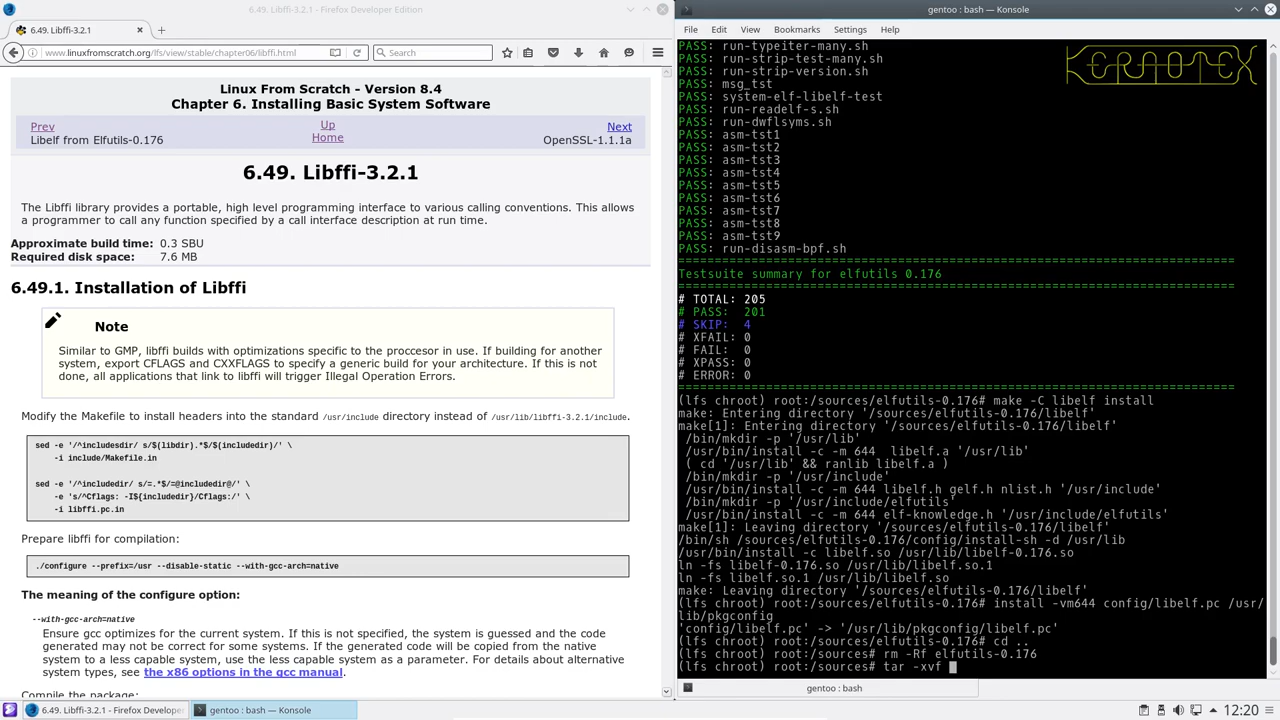 6.49. Libffi-3.2.1 - Firefox Developer Edition
6.49. Libffi-3.2.1
www.linuxfromscratch.org/lfs/view/stable/chapter06/libffi.html
Search
Linux From Scratch - Version 8.4
Chapter 6. Installing Basic System Software
Prev
Up
Next
Libelf from Elfutils-0.176
Home
OpenSSL-1.1.1a
6.49. Libffi-3.2.1
The Libffi library provides a portable, high level programming interface to various calling conventions. This allows
a programmer to call any function specified by a call interface description at run time.
Approximate build time: 0.3 SBU
Required disk space: 7.6 MB
6.49.1. Installation of Libffi
Note
Similar to GMP, libffi builds with optimizations specific to the proccesor in use. If building for another
system, export CFLAGS and CXXFLAGS to specify a generic build for your architecture. If this is not
done, all applications that link to libffi will trigger Illegal Operation Errors.
Modify the Makefile to install headers into the standard /usr/include directory instead of /usr/lib/libffi-3.2.1/include.
sed -e '/^includesdir/ s/$(libdir).*$/$(includedir)/' \
-i include/Makefile.in
sed -e '/^includedir/ s/=.*$/=@includedir@/' \
-e 's/^Cflags: -I${includedir}/Cflags:/' \
-i libffi.pc.in
Prepare libffi for compilation:
./configure --prefix=/usr --disable-static --with-gcc-arch=native
The meaning of the configure option:
--with-gcc-arch=native
Ensure gcc optimizes for the current system. If this is not specified, the system is guessed and the code
generated may not be correct for some systems. If the generated code will be copied from the native
system to a less capable system, use the less capable system as a parameter. For details about alternative
system types, see the x86 options in the gcc manual.
Compile the package:
gentoo : bash — Konsole
File Edit View Bookmarks Settings Help
KERAOTEX
PASS: run-typeiter-many.sh
PASS: run-strip-test-many.sh
PASS: run-strip-version.sh
PASS: msg_tst
PASS: system-elf-libelf-test
PASS: run-readelf-s.sh
PASS: run-dwflsyms.sh
PASS: asm-tst1
PASS: asm-tst2
PASS: asm-tst3
PASS: asm-tst4
PASS: asm-tst5
PASS: asm-tst6
PASS: asm-tst7
PASS: asm-tst8
PASS: asm-tst9
PASS: run-disasm-bpf.sh
============================================================================
Testsuite summary for elfutils 0.176
============================================================================
# TOTAL: 205
# PASS: 201
# SKIP: 4
# XFAIL: 0
# FAIL: 0
# XPASS: 0
# ERROR: 0
============================================================================
(lfs chroot) root:/sources/elfutils-0.176# make -C libelf install
make: Entering directory '/sources/elfutils-0.176/libelf'
make[1]: Entering directory '/sources/elfutils-0.176/libelf'
/bin/mkdir -p '/usr/lib'
/usr/bin/install -c -m 644 libelf.a '/usr/lib'
( cd '/usr/lib' && ranlib libelf.a )
/bin/mkdir -p '/usr/include'
/usr/bin/install -c -m 644 libelf.h gelf.h nlist.h '/usr/include'
/bin/mkdir -p '/usr/include/elfutils'
/usr/bin/install -c -m 644 elf-knowledge.h '/usr/include/elfutils'
make[1]: Leaving directory '/sources/elfutils-0.176/libelf'
/bin/sh /sources/elfutils-0.176/config/install-sh -d /usr/lib
/usr/bin/install -c libelf.so /usr/lib/libelf-0.176.so
ln -fs libelf-0.176.so /usr/lib/libelf.so.1
ln -fs libelf.so.1 /usr/lib/libelf.so
make: Leaving directory '/sources/elfutils-0.176/libelf'
(lfs chroot) root:/sources/elfutils-0.176# install -vm644 config/libelf.pc /usr/
lib/pkgconfig
'config/libelf.pc' -> '/usr/lib/pkgconfig/libelf.pc'
(lfs chroot) root:/sources/elfutils-0.176# cd ..
(lfs chroot) root:/sources# rm -Rf elfutils-0.176
(lfs chroot) root:/sources# tar -xvf
gentoo : bash
6.49. Libffi-3.2.1 - Firefox Developer
gentoo : bash — Konsole
12:20